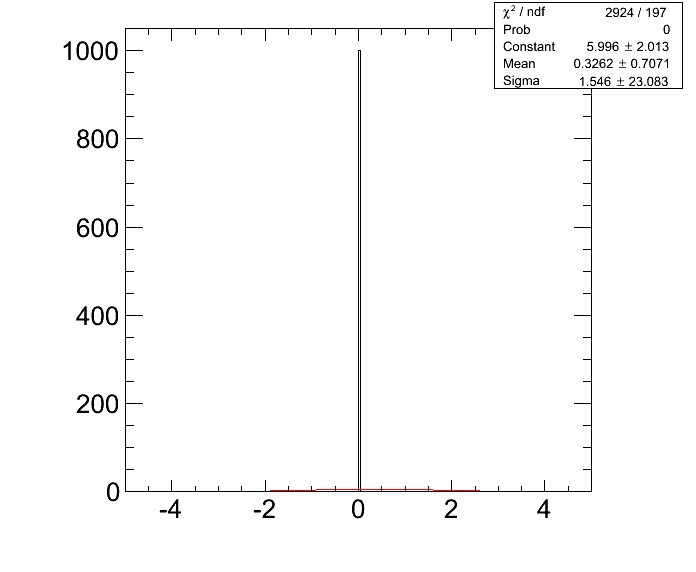 χ² / ndf 2924 / 197
Prob 0
Constant 5.996 ± 2.013
Mean 0.3262 ± 0.7071
Sigma 1.546 ± 23.083
1000
800
600
400
200
0
-4 -2 0 2 4